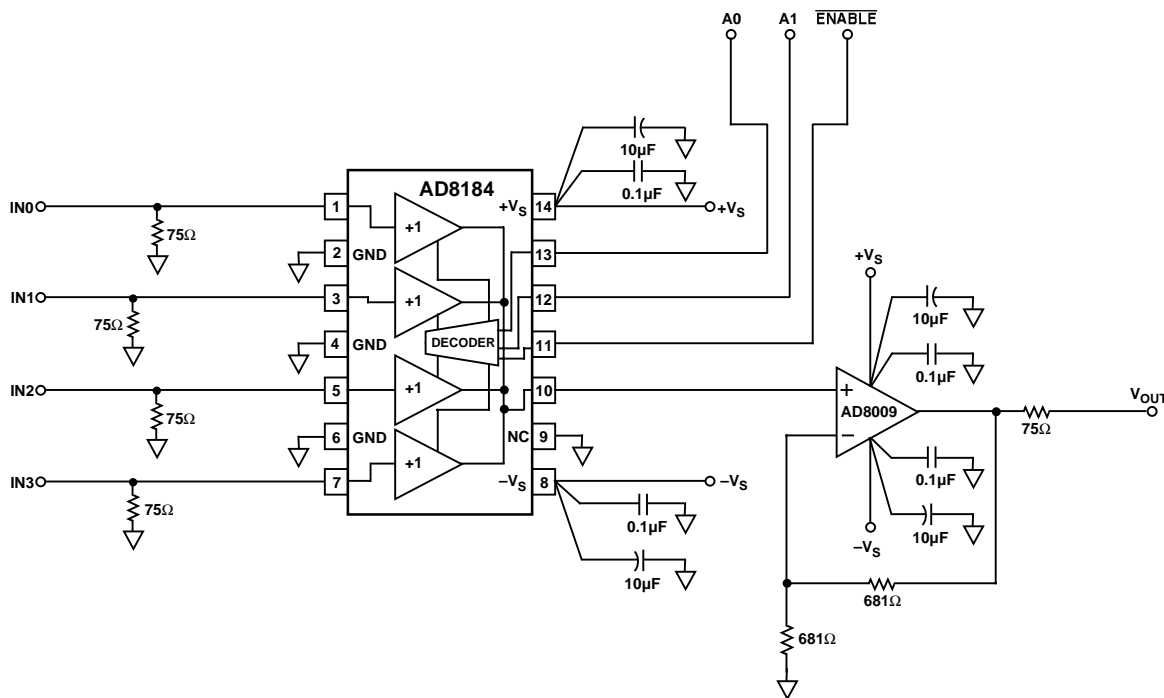 A0 A1 ENABLE
10µF
0.1µF
AD8184
+VS 14 +VS
IN0 1 +1
75Ω
2 GND 13
IN1 3 +1 12
75Ω
DECODER
4 GND 11
IN2 5 +1 10
75Ω
6 GND NC 9
IN3 7 +1 –VS 8 –VS
75Ω
0.1µF
10µF
+VS
10µF
0.1µF
+
AD8009
–
75Ω
VOUT
0.1µF
10µF
–VS
681Ω
681Ω